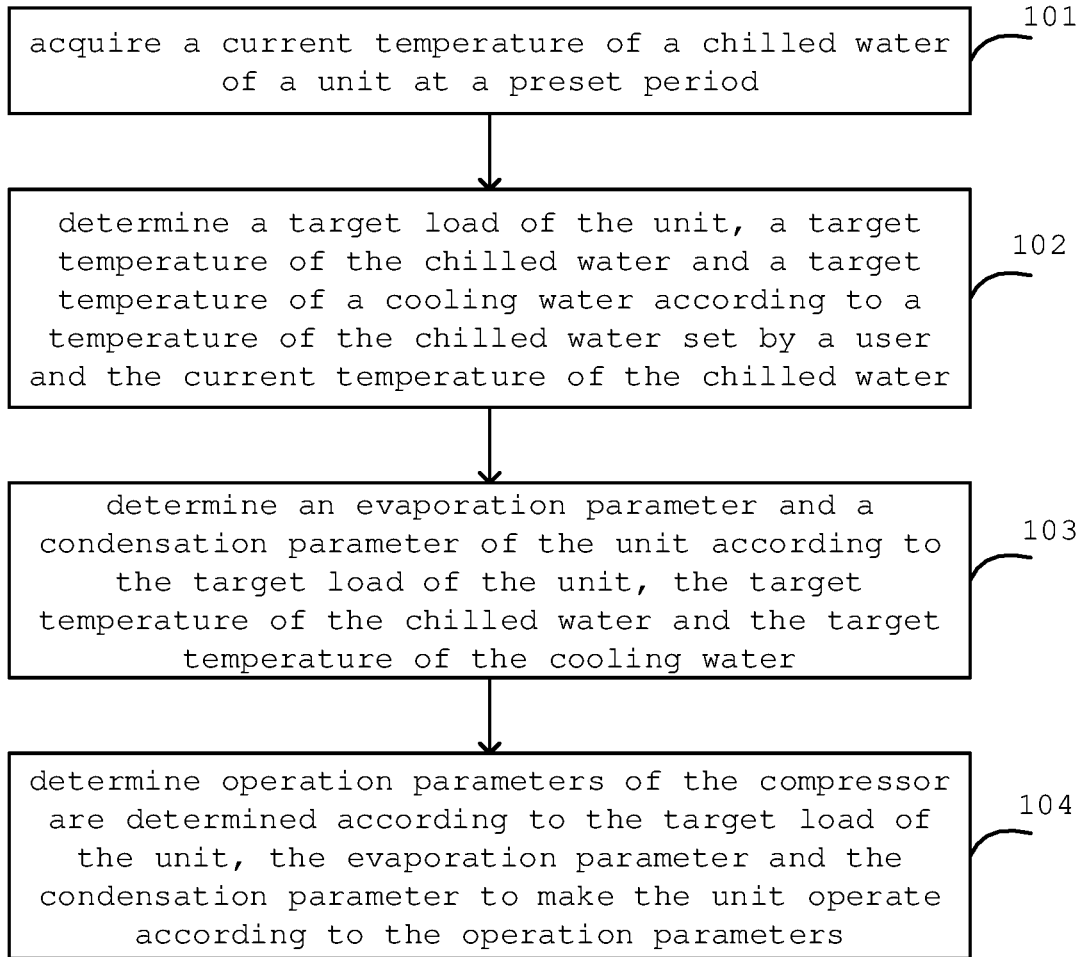 101
acquire a current temperature of a chilled water
of a unit at a preset period
102
determine a target load of the unit, a target
temperature of the chilled water and a target
temperature of a cooling water according to a
temperature of the chilled water set by a user
and the current temperature of the chilled water
103
determine an evaporation parameter and a
condensation parameter of the unit according to
the target load of the unit, the target
temperature of the chilled water and the target
temperature of the cooling water
104
determine operation parameters of the compressor
are determined according to the target load of
the unit, the evaporation parameter and the
condensation parameter to make the unit operate
according to the operation parameters